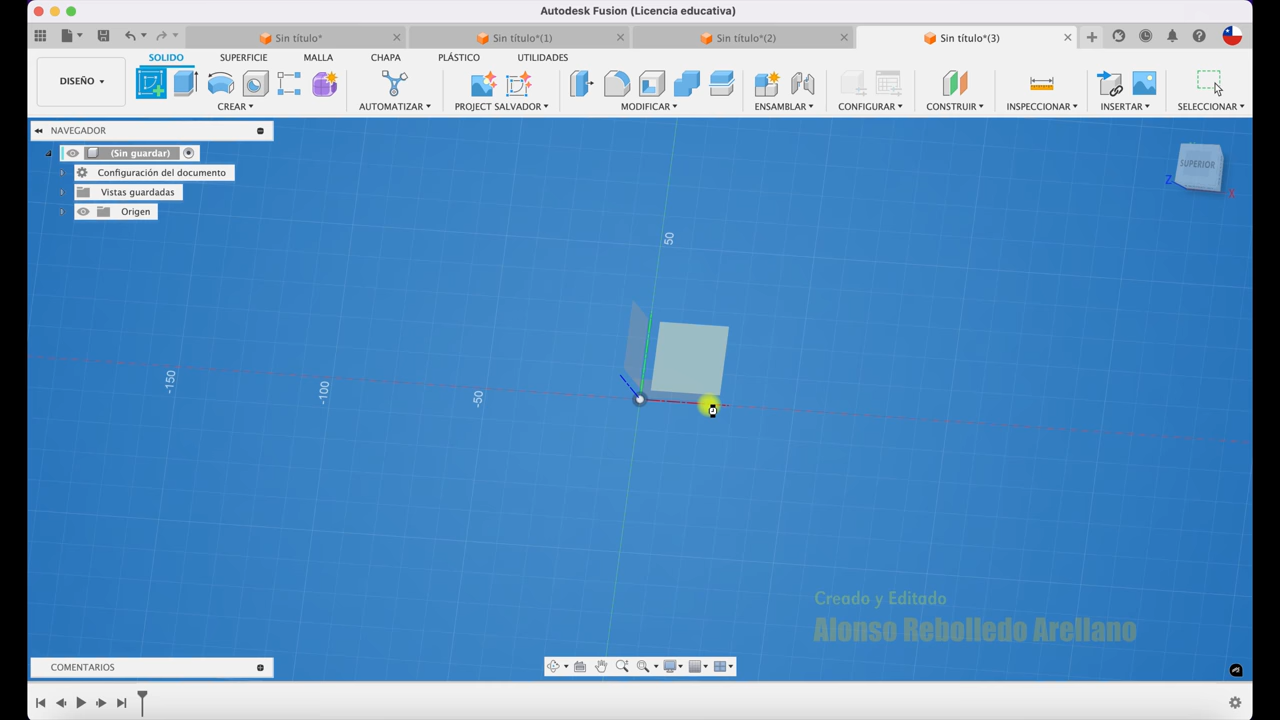 Autodesk Fusion (Licencia educativa)
Sin título*
Sin título*(1)
Sin título*(2)
Sin título*(3)
SOLIDO
SUPERFICIE
MALLA
CHAPA
PLÁSTICO
UTILIDADES
DISEÑO
CREAR
AUTOMATIZAR
PROJECT SALVADOR
MODIFICAR
ENSAMBLAR
CONFIGURAR
CONSTRUIR
INSPECCIONAR
INSERTAR
SELECCIONAR
NAVEGADOR
(Sin guardar)
Configuración del documento
Vistas guardadas
Origen
SUPERIOR
Z
X
50
-150
-100
-50
Creado y Editado
Alonso Rebolledo Arellano
COMENTARIOS